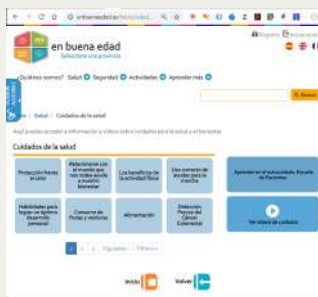 en buena edad
Seleccione una provincia
¿Quiénes somos? Salud Seguridad Actividades Aprender más
Buscar
/ Salud / Cuidados de la salud
Aquí puedes acceder a información y vídeos sobre cuidados para la salud y el bienestar
Cuidados de la salud
Protección frente al calor
Relacionarse con el mundo que nos rodea ayuda a nuestro bienestar
Los beneficios de la actividad física
Uso correcto de ayudas para la marcha
Aprender en el autocuidado. Escuela de Pacientes
Habilidades para lograr un óptimo desarrollo personal
Consumo de frutas y verduras
Alimentación
Detección Precoz del Cáncer Colorrectal
Ver vídeos de cuidados
Inicio
Volver